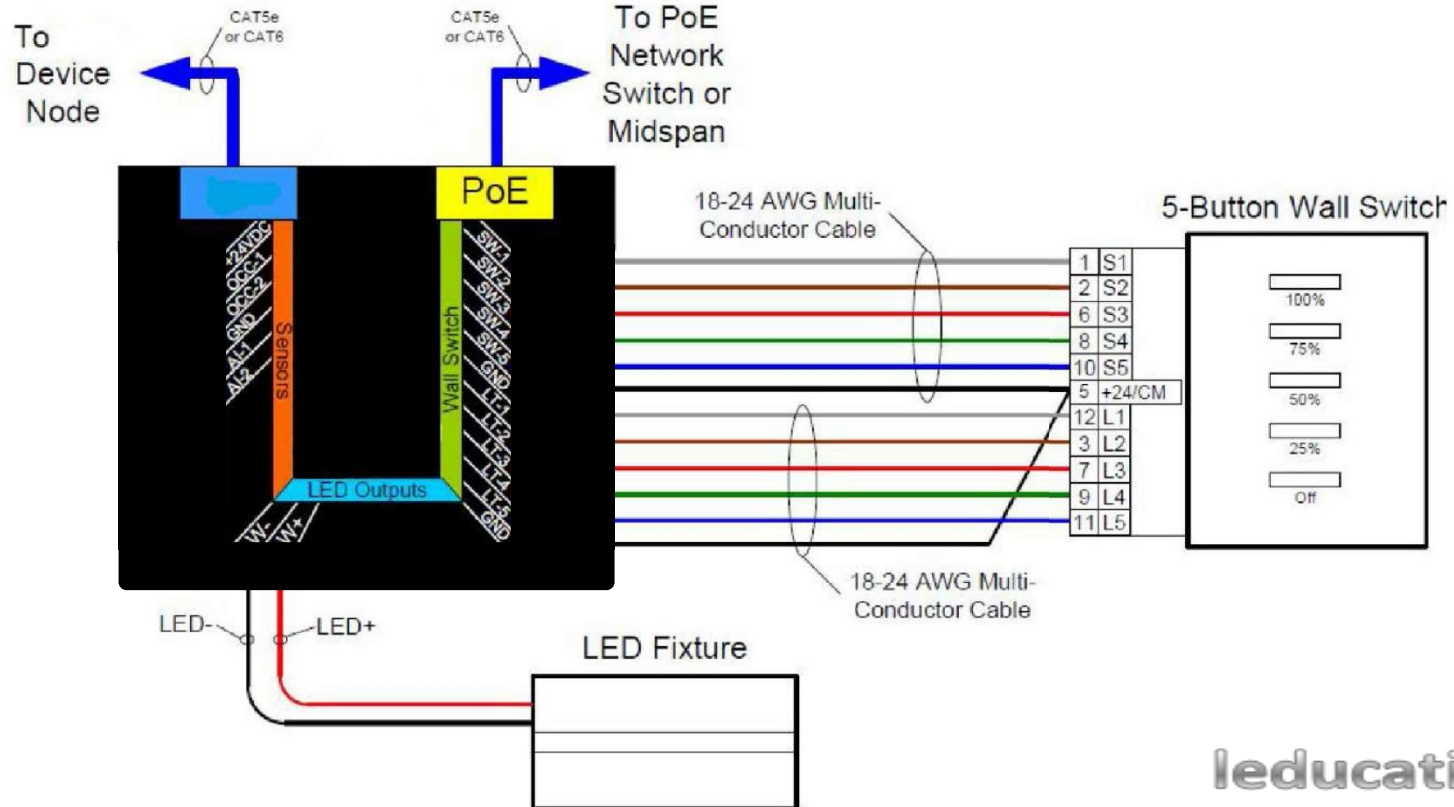 To
Device
Node
CAT5e
or CAT6
CAT5e
or CAT6
To PoE
Network
Switch or
Midspan
PoE
+24VDC
OCC-1
OCC-2
GND
AI-1
AI-2
Sensors
Wall Switch
SW-1
SW-2
SW-3
SW-4
SW-5
GND
LT-1
LT-2
LT-3
LT-4
LT-5
GND
LED Outputs
W-
W+
18-24 AWG Multi-
Conductor Cable
1 S1
2 S2
6 S3
8 S4
10 S5
5 +24/CM
12 L1
3 L2
7 L3
9 L4
11 L5
5-Button Wall Switch
100%
75%
50%
25%
Off
18-24 AWG Multi-
Conductor Cable
LED-
LED+
LED Fixture
leducati